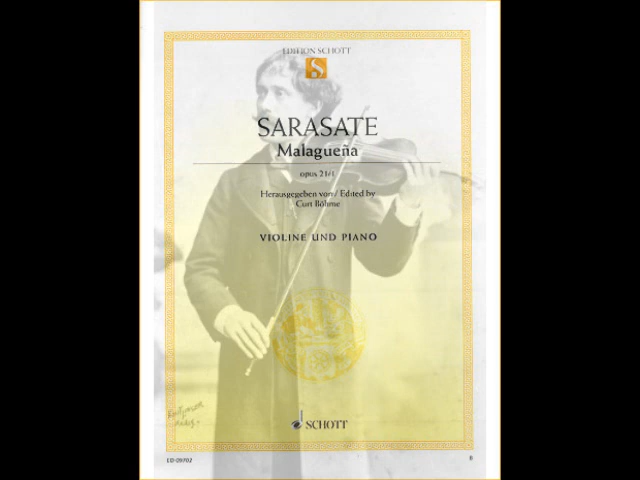 EDITION SCHOTT
S
SARASATE
Malagueña
opus 21/1
Herausgegeben von / Edited by
Curt Böhme
VIOLINE UND PIANO
SCHOTT
ED 09702
8